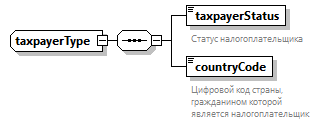 taxpayerType
taxpayerStatus
Статус налогоплательщика
countryCode
Цифровой код страны,
гражданином которой
является налогоплательщик